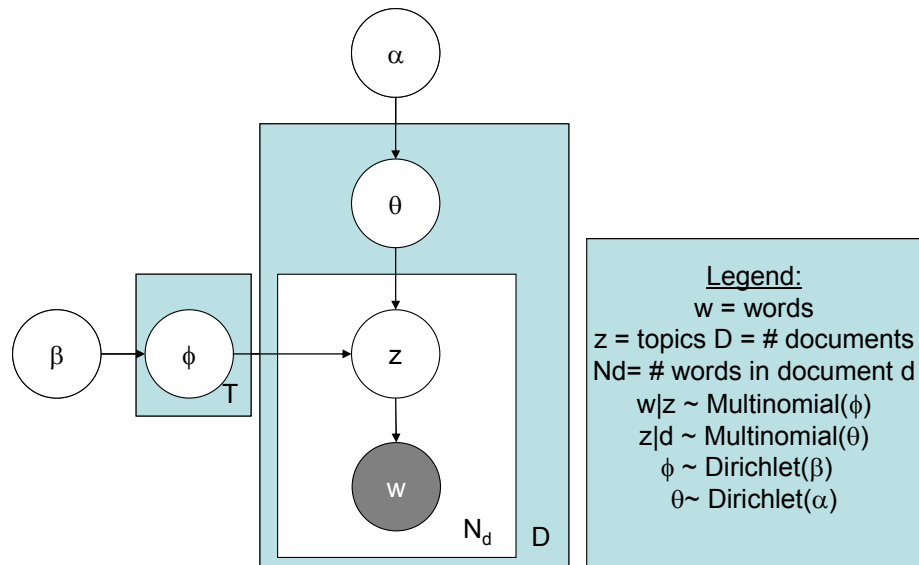 α
θ
β
ϕ
T
z
w
N_d
D
Legend:
w = words
z = topics D = # documents
Nd= # words in document d
w|z ~ Multinomial(ϕ)
z|d ~ Multinomial(θ)
ϕ ~ Dirichlet(β)
θ~ Dirichlet(α)